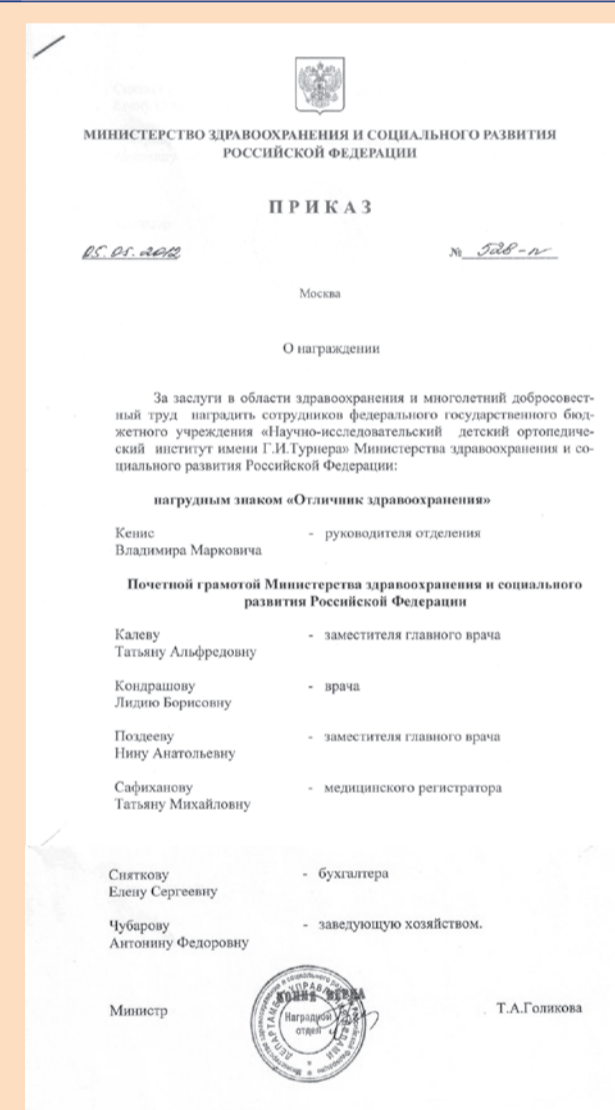 МИНИСТЕРСТВО ЗДРАВООХРАНЕНИЯ И СОЦИАЛЬНОГО РАЗВИТИЯ
РОССИЙСКОЙ ФЕДЕРАЦИИ
ПРИКАЗ
05.05.2012 № 528-п
Москва
О награждении
За заслуги в области здравоохранения и многолетний добросовест-
ный труд наградить сотрудников федерального государственного бюд-
жетного учреждения «Научно-исследовательский детский ортопедиче-
ский институт имени Г.И.Турнера» Министерства здравоохранения и со-
циального развития Российской Федерации:
нагрудным знаком «Отличник здравоохранения»
Кенис - руководителя отделения
Владимира Марковича
Почетной грамотой Министерства здравоохранения и социального
развития Российской Федерации
Калеву - заместителя главного врача
Татьяну Альфредовну
Кондрашову - врача
Лидию Борисовну
Поздееву - заместителя главного врача
Нину Анатольевну
Сафиханову - медицинского регистратора
Татьяну Михайловну
Сняткову - бухгалтера
Елену Сергеевну
Чубарову - заведующую хозяйством.
Антонину Федоровну
Министр Т.А.Голикова
КОПИЯ ВЕРНА
Наградной
отдел